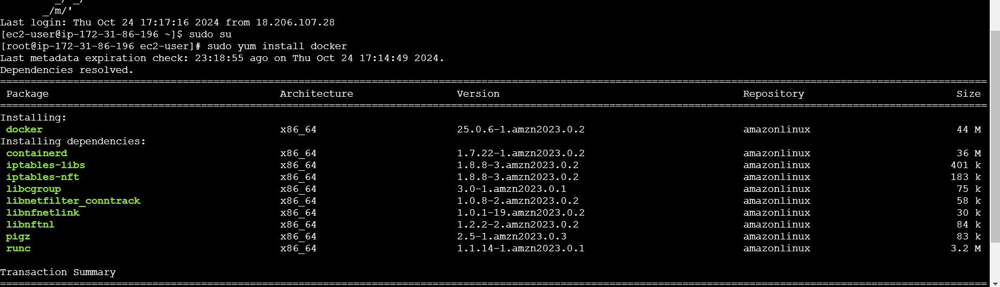 _/ _/
_/m/'
Last login: Thu Oct 24 17:17:16 2024 from 18.206.107.28
[ec2-user@ip-172-31-86-196 ~]$ sudo su
[root@ip-172-31-86-196 ec2-user]# sudo yum install docker
Last metadata expiration check: 23:18:55 ago on Thu Oct 24 17:14:49 2024.
Dependencies resolved.
Package Architecture Version Repository Size
Installing:
docker x86_64 25.0.6-1.amzn2023.0.2 amazonlinux 44 M
Installing dependencies:
containerd x86_64 1.7.22-1.amzn2023.0.2 amazonlinux 36 M
iptables-libs x86_64 1.8.8-3.amzn2023.0.2 amazonlinux 401 k
iptables-nft x86_64 1.8.8-3.amzn2023.0.2 amazonlinux 183 k
libcgroup x86_64 3.0-1.amzn2023.0.1 amazonlinux 75 k
libnetfilter_conntrack x86_64 1.0.8-2.amzn2023.0.2 amazonlinux 58 k
libnfnetlink x86_64 1.0.1-19.amzn2023.0.2 amazonlinux 30 k
libnftnl x86_64 1.2.2-2.amzn2023.0.2 amazonlinux 84 k
pigz x86_64 2.5-1.amzn2023.0.3 amazonlinux 83 k
runc x86_64 1.1.14-1.amzn2023.0.1 amazonlinux 3.2 M
Transaction Summary